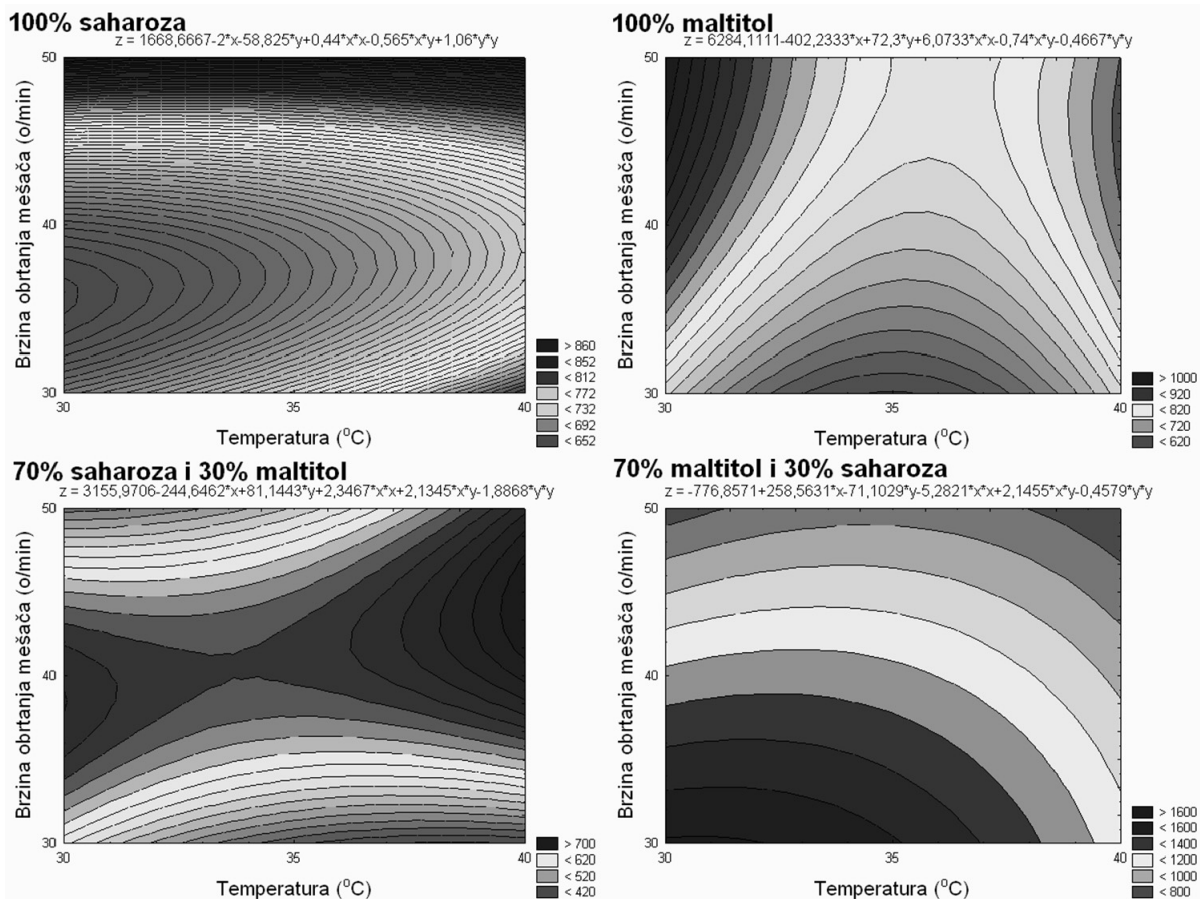 100% saharoza
z = 1668,6667-2*x-58,825*y+0,44*x*x-0,565*x*y+1,06*y*y
50
40
30
Brzina obrtanja mešača (o/min)
30
35
40
Temperatura (°C)
> 860
< 852
< 812
< 772
< 732
< 692
< 652
100% maltitol
z = 6284,1111-402,2333*x+72,3*y+6,0733*x*x-0,74*x*y-0,4667*y*y
50
40
30
Brzina obrtanja mešača (o/min)
30
35
40
Temperatura (°C)
> 1000
< 920
< 820
< 720
< 620
70% saharoza i 30% maltitol
z = 3155,9706-244,6462*x+81,1443*y+2,3467*x*x+2,1345*x*y-1,8868*y*y
50
40
30
Brzina obrtanja mešača (o/min)
30
35
40
Temperatura (°C)
> 700
< 620
< 520
< 420
70% maltitol i 30% saharoza
z = -776,8571+258,5631*x-71,1029*y-5,2821*x*x+2,1455*x*y-0,4579*y*y
50
40
30
Brzina obrtanja mešača (o/min)
30
35
40
Temperatura (°C)
> 1600
< 1600
< 1400
< 1200
< 1000
< 800